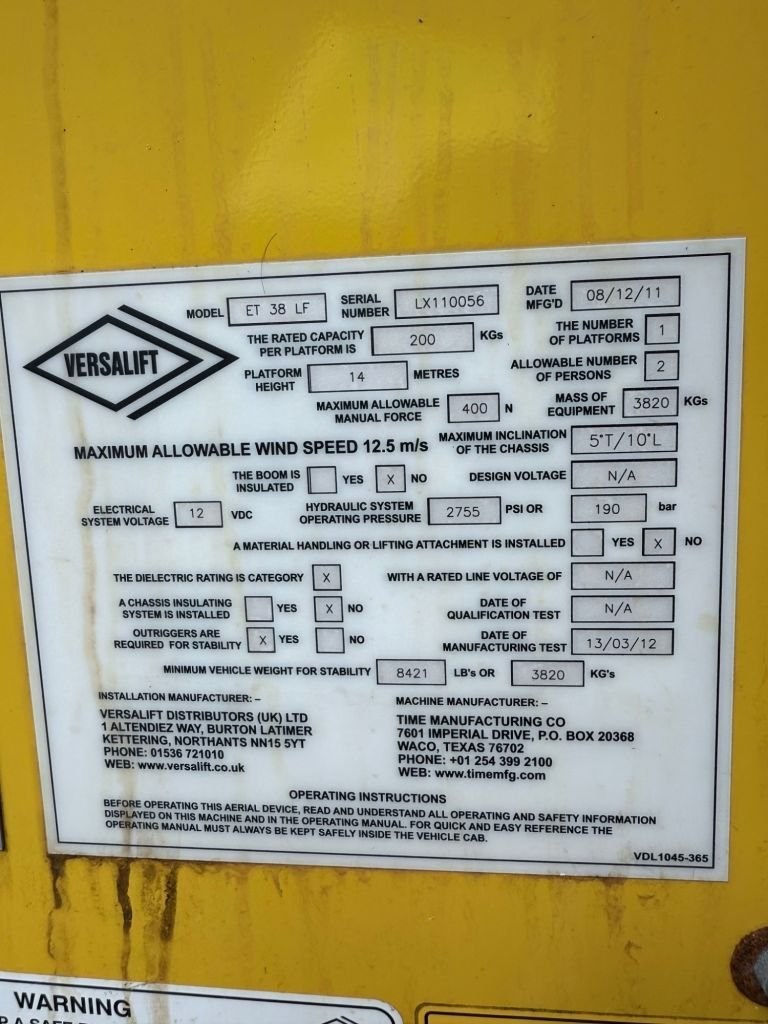 VERSALIFT
MODEL ET 38 LF SERIAL NUMBER LX110056 DATE MFG'D 08/12/11
THE RATED CAPACITY PER PLATFORM IS 200 KGs THE NUMBER OF PLATFORMS 1
PLATFORM HEIGHT 14 METRES ALLOWABLE NUMBER OF PERSONS 2
MAXIMUM ALLOWABLE MANUAL FORCE 400 N MASS OF EQUIPMENT 3820 KGs
MAXIMUM ALLOWABLE WIND SPEED 12.5 m/s MAXIMUM INCLINATION OF THE CHASSIS 5°T/10°L
THE BOOM IS INSULATED YES X NO DESIGN VOLTAGE N/A
ELECTRICAL SYSTEM VOLTAGE 12 VDC HYDRAULIC SYSTEM OPERATING PRESSURE 2755 PSI OR 190 bar
A MATERIAL HANDLING OR LIFTING ATTACHMENT IS INSTALLED YES X NO
THE DIELECTRIC RATING IS CATEGORY X WITH A RATED LINE VOLTAGE OF N/A
A CHASSIS INSULATING SYSTEM IS INSTALLED YES X NO DATE OF QUALIFICATION TEST N/A
OUTRIGGERS ARE REQUIRED FOR STABILITY X YES NO DATE OF MANUFACTURING TEST 13/03/12
MINIMUM VEHICLE WEIGHT FOR STABILITY 8421 LB's OR 3820 KG's
INSTALLATION MANUFACTURER: –
VERSALIFT DISTRIBUTORS (UK) LTD
1 ALTENDIEZ WAY, BURTON LATIMER
KETTERING, NORTHANTS NN15 5YT
PHONE: 01536 721010
WEB: www.versalift.co.uk
MACHINE MANUFACTURER: –
TIME MANUFACTURING CO
7601 IMPERIAL DRIVE, P.O. BOX 20368
WACO, TEXAS 76702
PHONE: +01 254 399 2100
WEB: www.timemfg.com
OPERATING INSTRUCTIONS
BEFORE OPERATING THIS AERIAL DEVICE, READ AND UNDERSTAND ALL OPERATING AND SAFETY INFORMATION
DISPLAYED ON THIS MACHINE AND IN THE OPERATING MANUAL. FOR QUICK AND EASY REFERENCE THE
OPERATING MANUAL MUST ALWAYS BE KEPT SAFELY INSIDE THE VEHICLE CAB.
VDL1045-365
WARNING
A SAFE